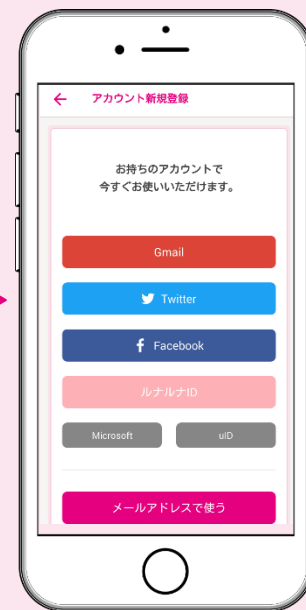 アカウント新規登録
お持ちのアカウントで
今すぐお使いいただけます。
Gmail
Twitter
Facebook
ルナルナID
Microsoft uID
メールアドレスで使う